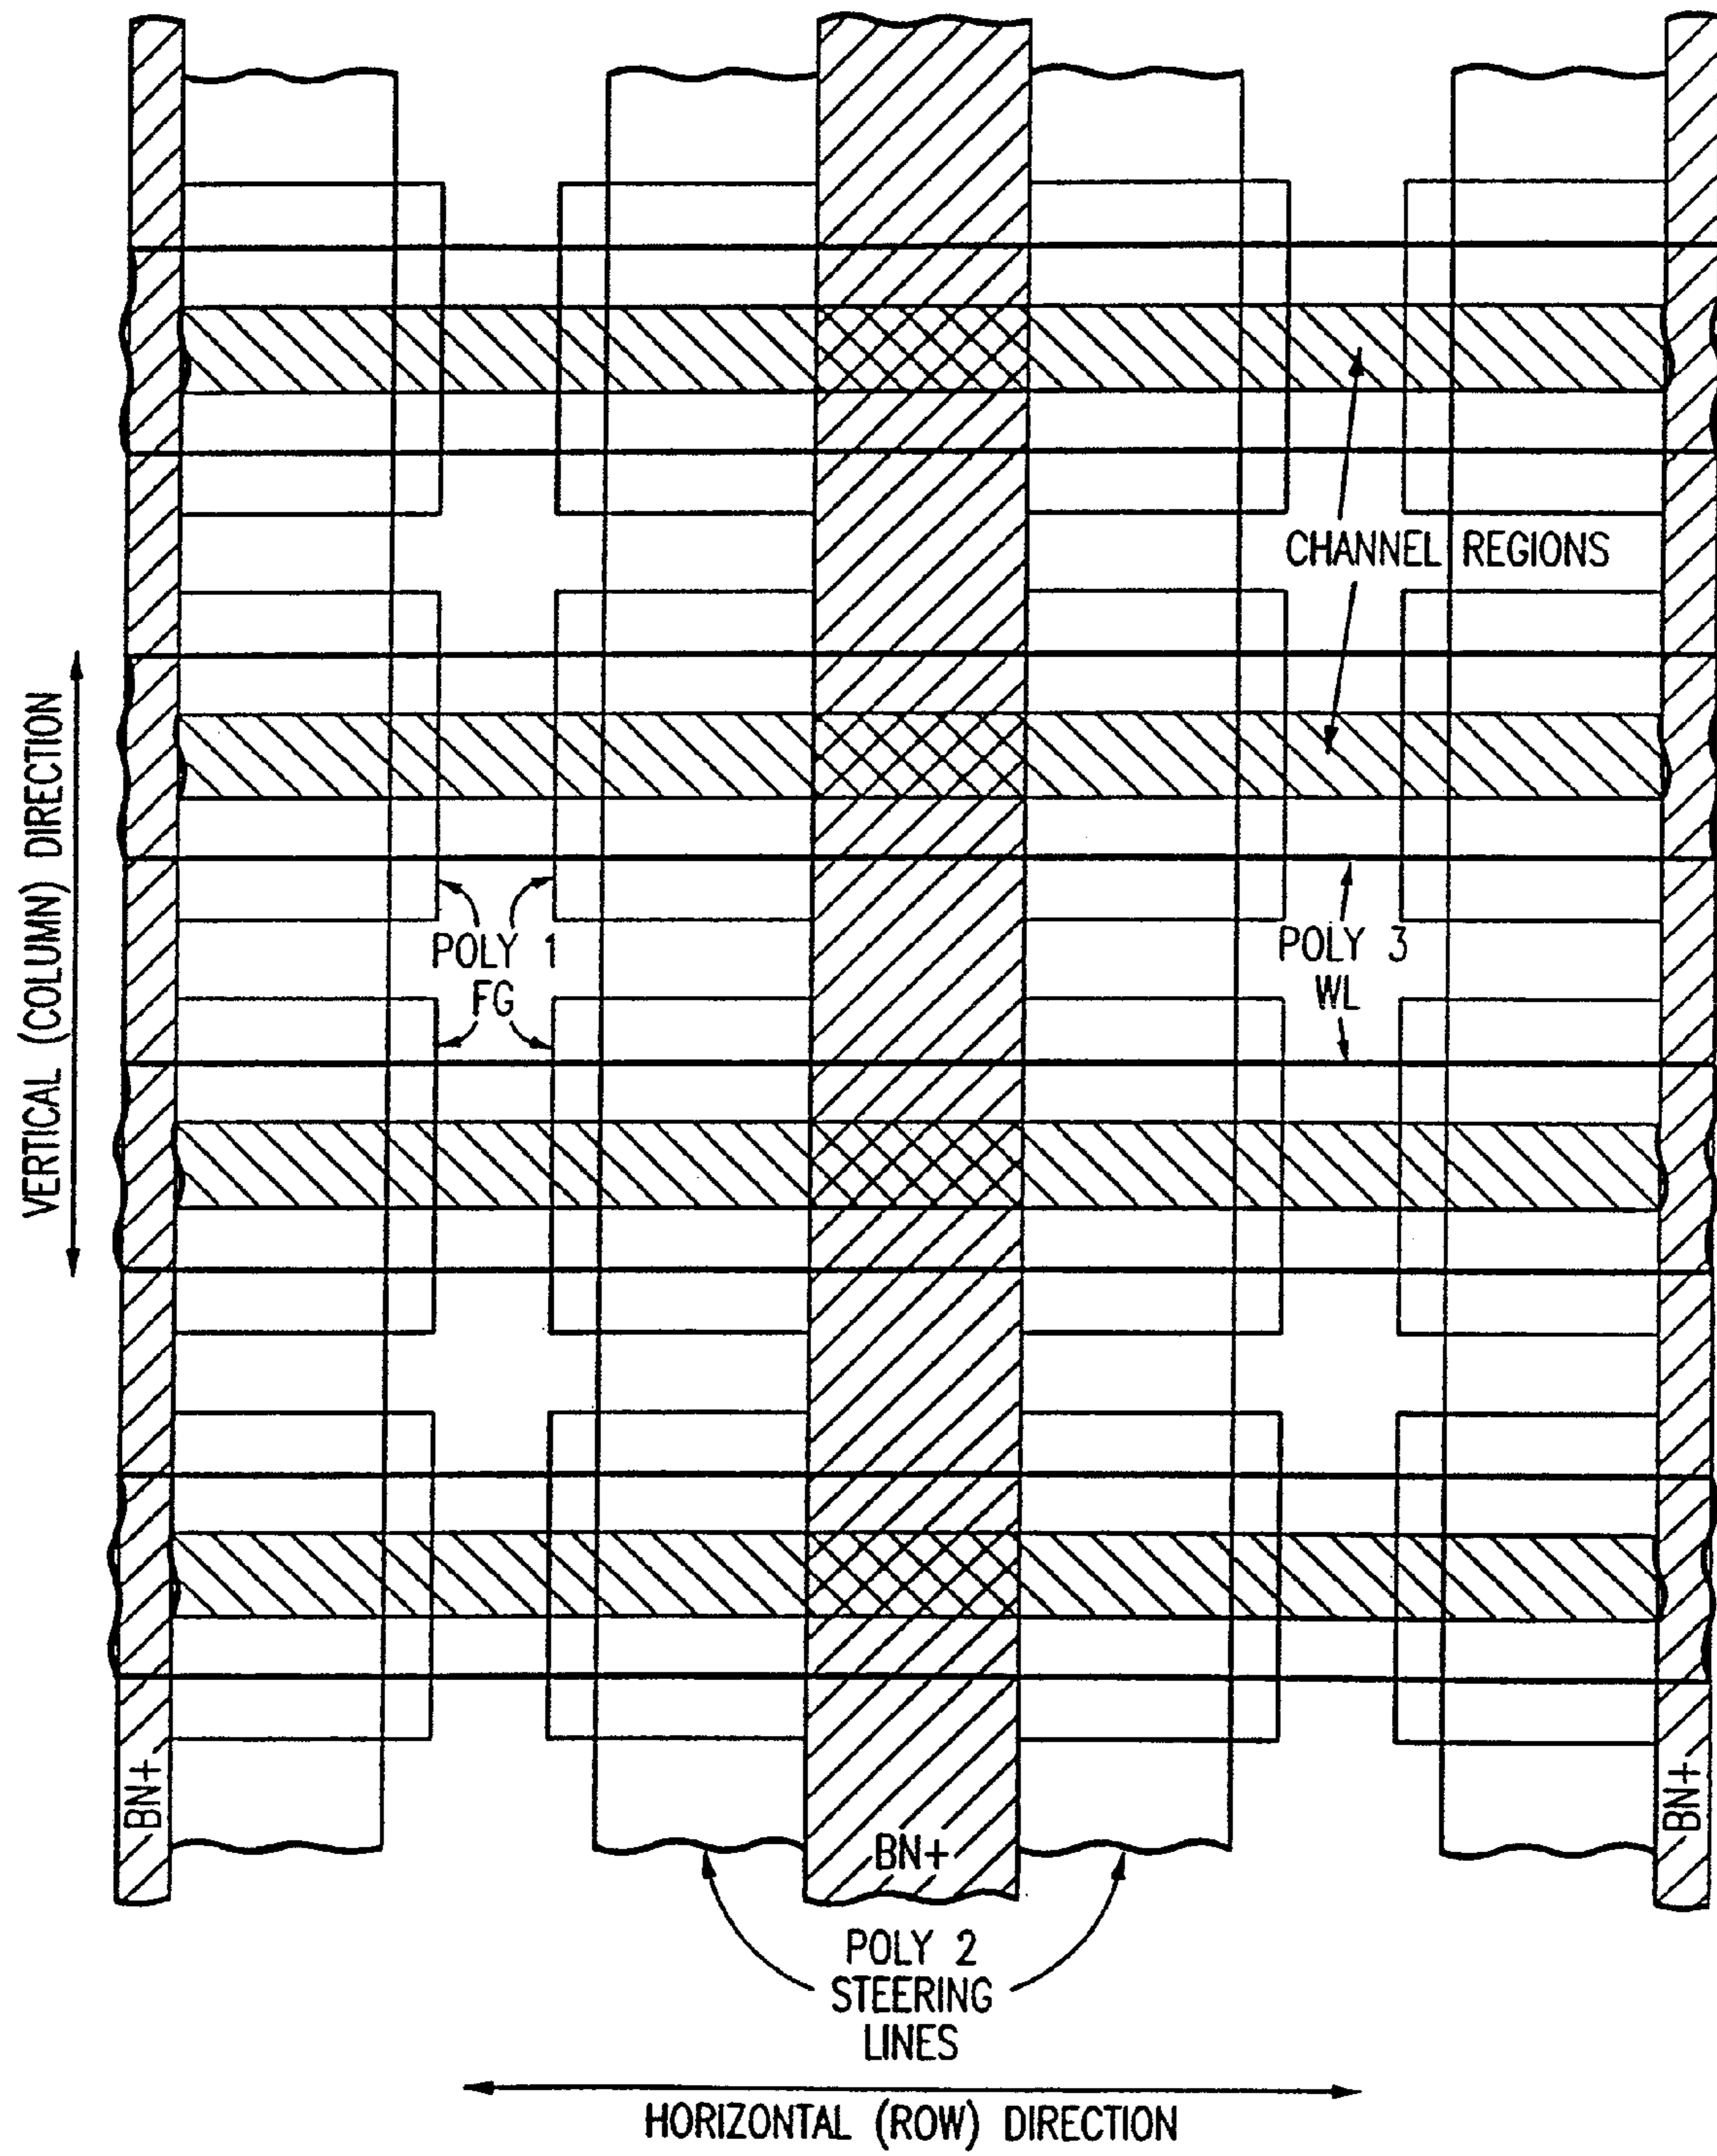 CHANNEL REGIONS
VERTICAL (COLUMN) DIRECTION
POLY 1
FG
POLY 3
WL
BN+
BN+
BN+
POLY 2
STEERING
LINES
HORIZONTAL (ROW) DIRECTION